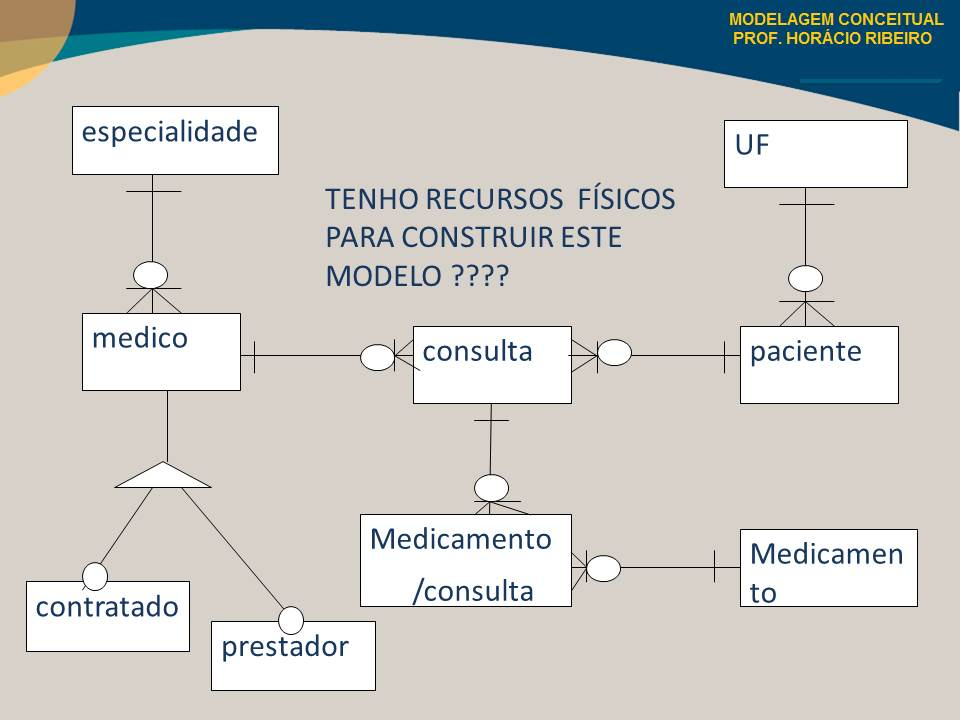 MODELAGEM CONCEITUAL
PROF. HORÁCIO RIBEIRO
especialidade
UF
TENHO RECURSOS FÍSICOS
PARA CONSTRUIR ESTE
MODELO ????
medico
consulta
paciente
Medicamento
/consulta
Medicamen
to
contratado
prestador